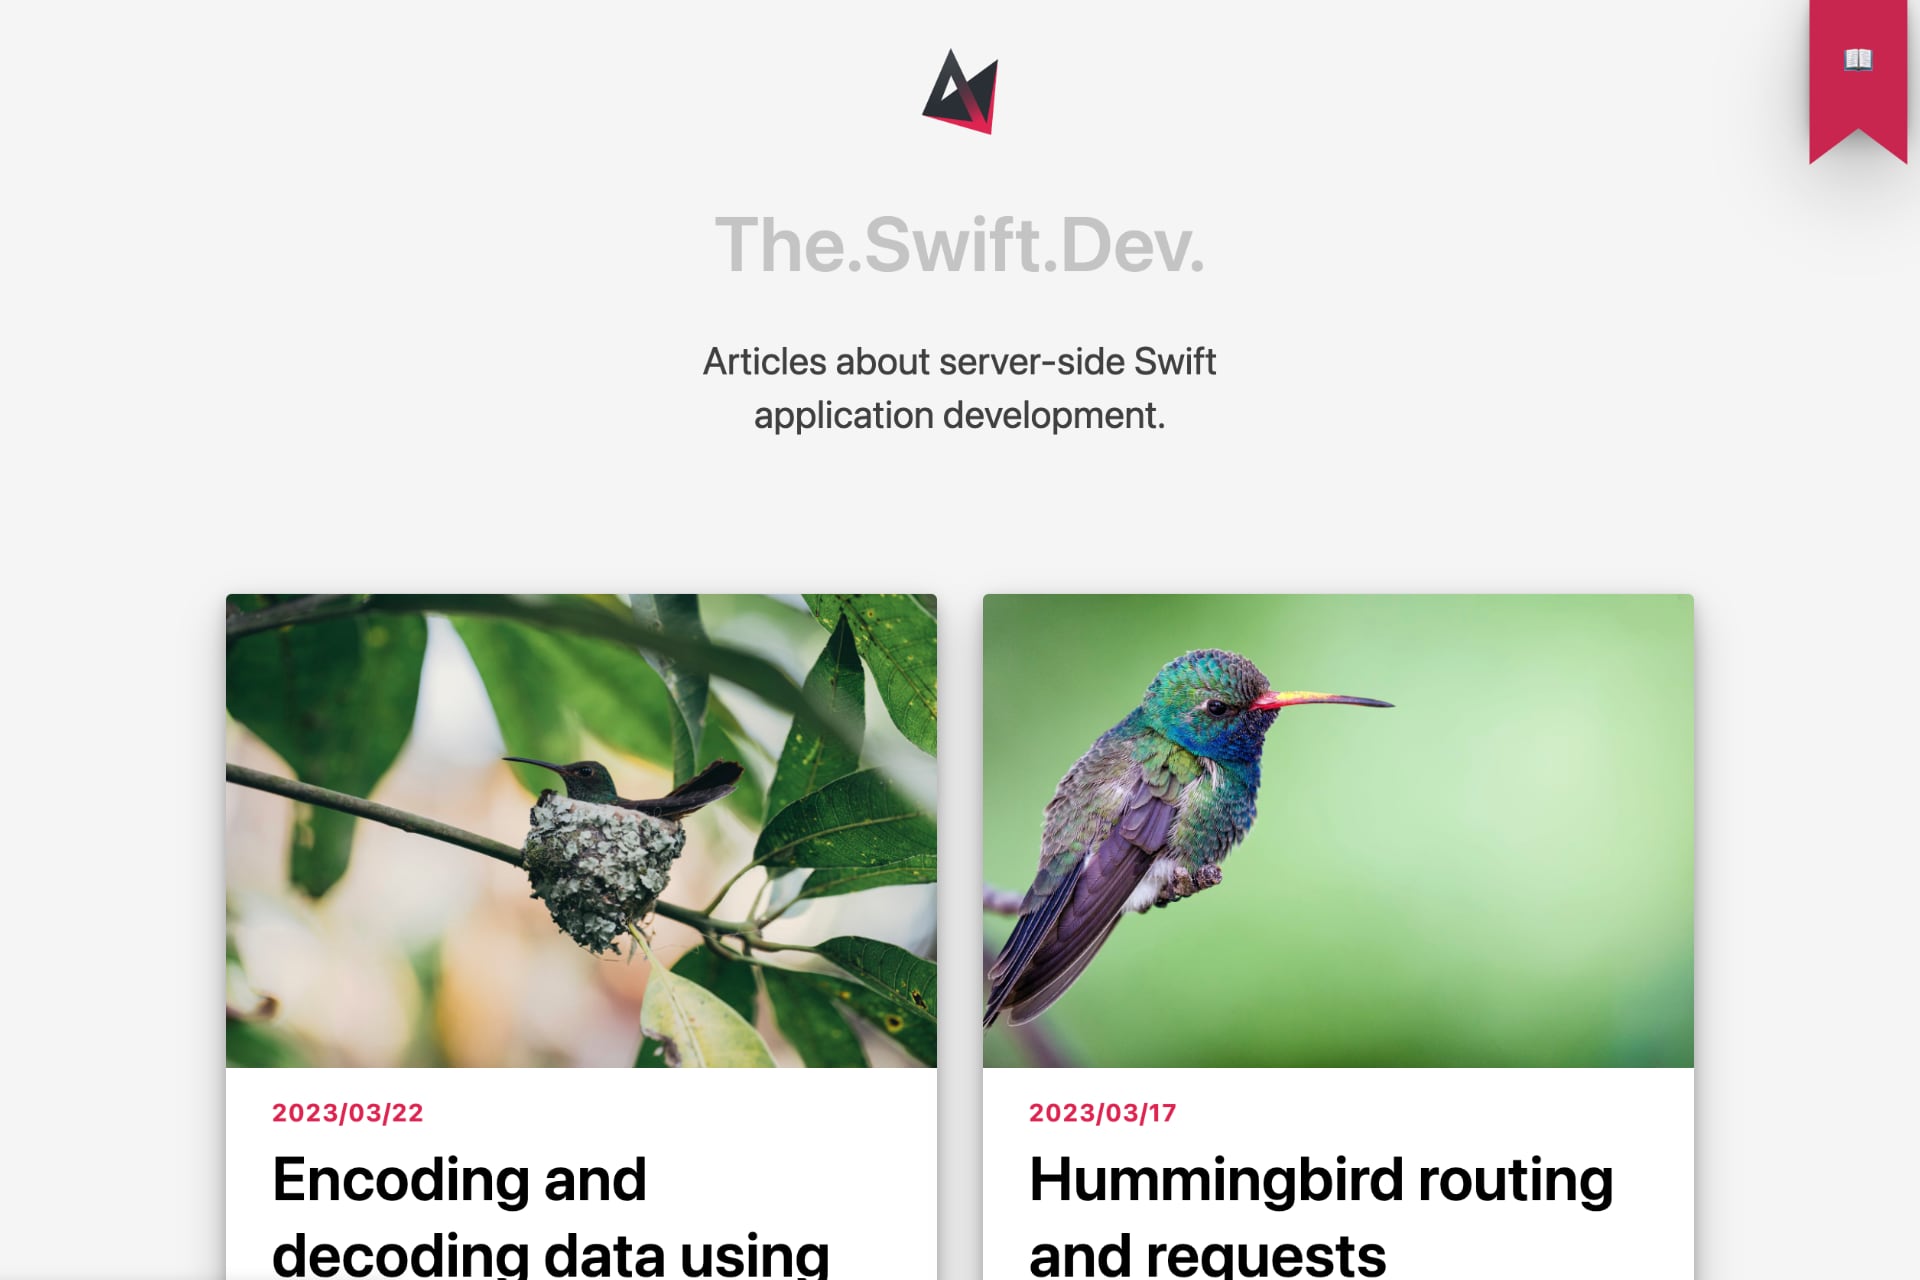 The.Swift.Dev.
Articles about server-side Swift
application development.
2023/03/22
Encoding and
decoding data using
2023/03/17
Hummingbird routing
and requests